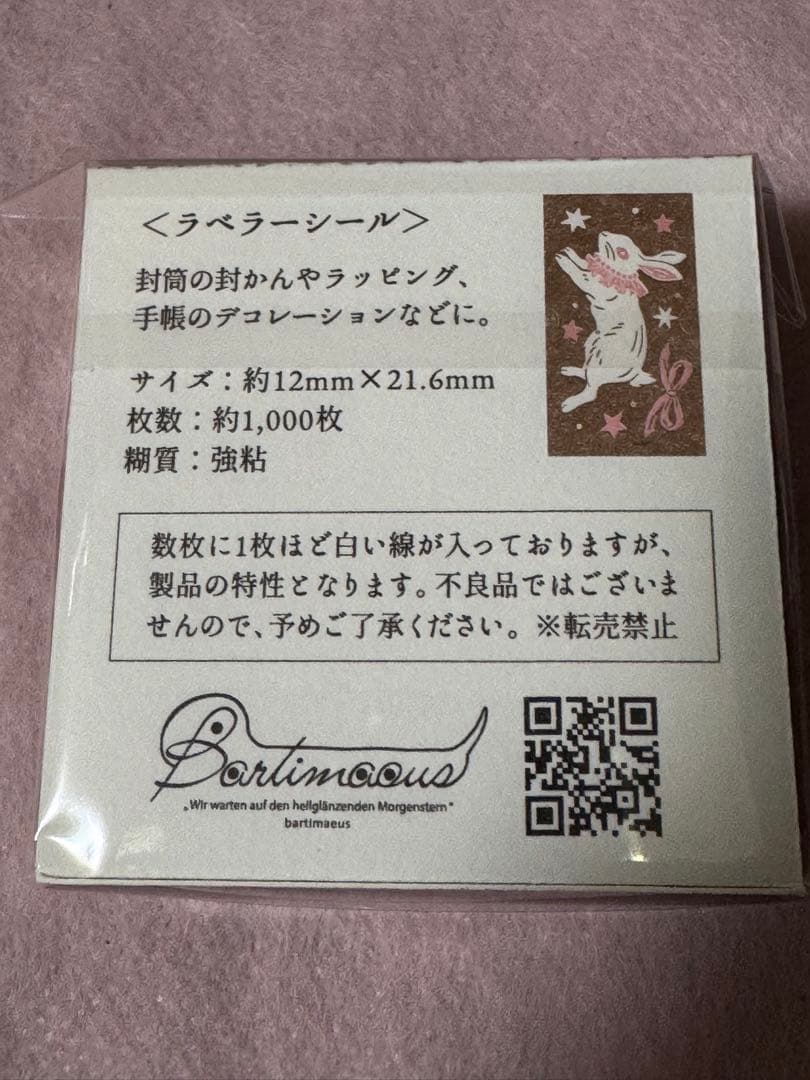 ＜ラベラーシール＞
封筒の封かんやラッピング、
手帳のデコレーションなどに。
サイズ：約12mm×21.6mm
枚数：約1,000枚
糊質：強粘
数枚に1枚ほど白い線が入っておりますが、
製品の特性となります。不良品ではございま
せんので、予めご了承ください。※転売禁止
Bartimaeus
„Wir warten auf den hellglänzenden Morgenstern“
bartimaeus